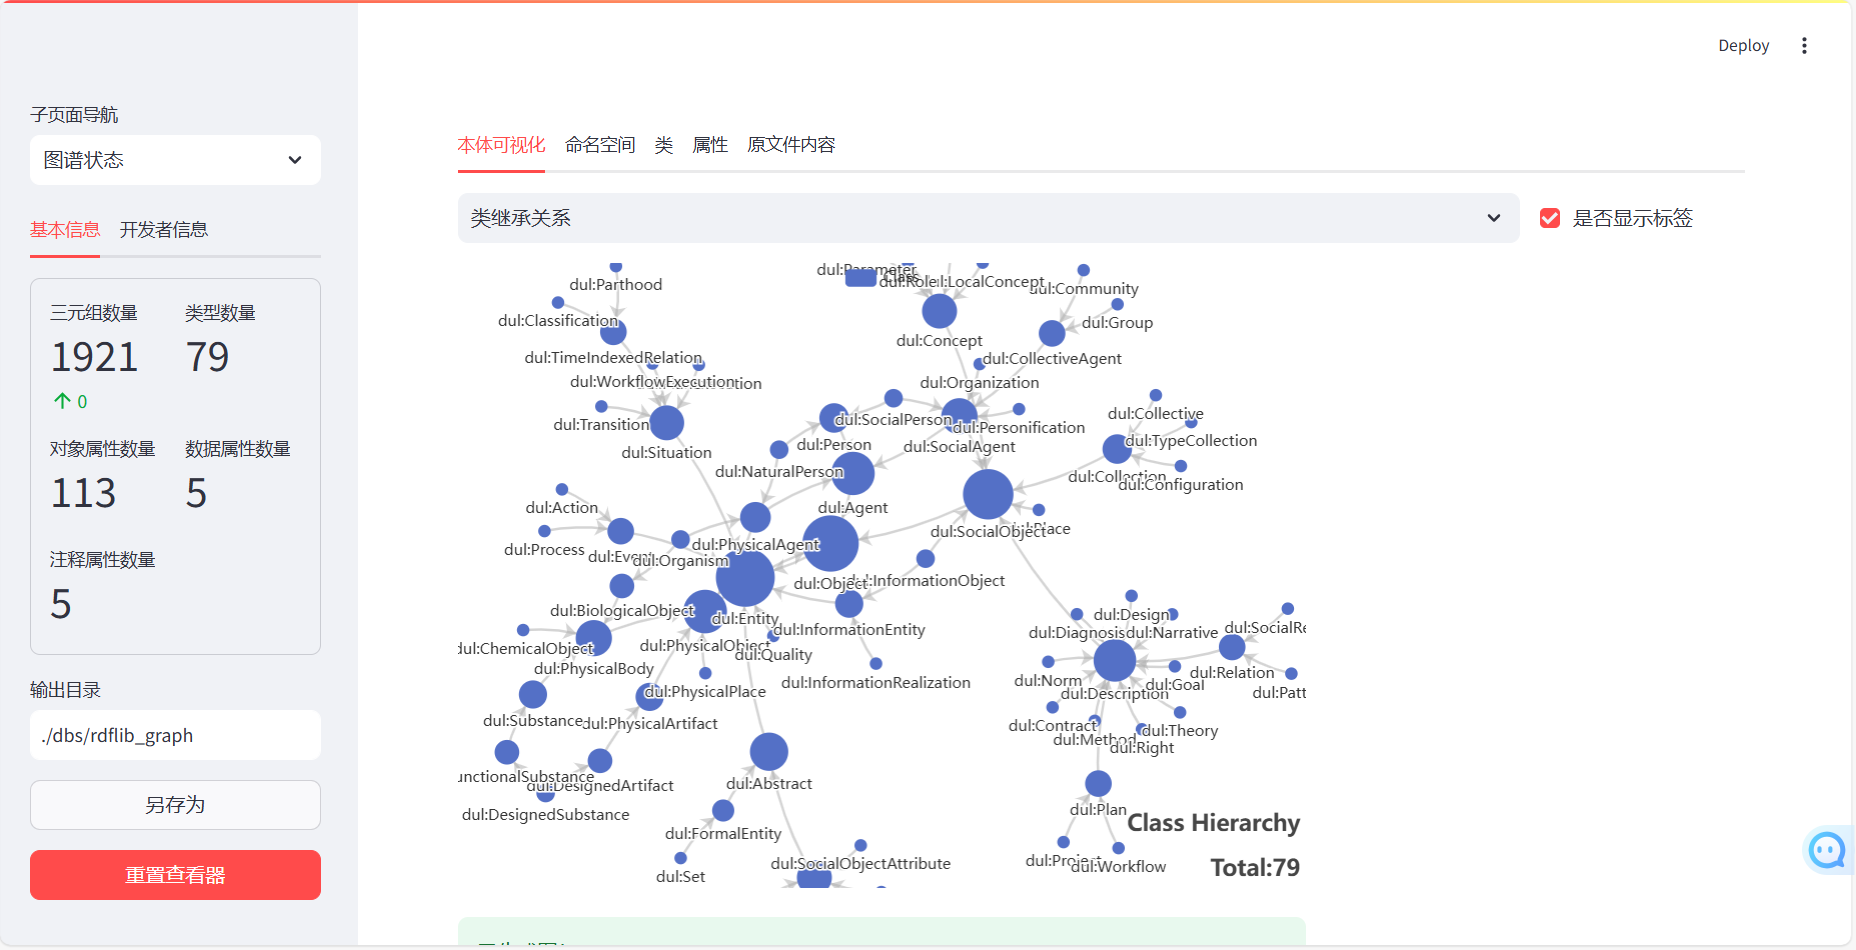 Deploy
子页面导航
图谱状态
基本信息 开发者信息
三元组数量 类型数量
1921 79
0
对象属性数量 数据属性数量
113 5
注释属性数量
5
输出目录
./dbs/rdflib_graph
另存为
重置查看器
本体可视化 命名空间 类 属性 原文件内容
类继承关系
是否显示标签
dul:Parthood
dul:Classification
dul:TimeIndexedRelation
dul:WorkflowExecution
dul:Transition
dul:Situation
dul:Parameter
Class
dul:Role
dul:LocalConcept
dul:Concept
dul:Community
dul:Group
dul:CollectiveAgent
dul:Organization
dul:SocialPerson
dul:Personification
dul:Person
dul:SocialAgent
dul:NaturalPerson
dul:Agent
dul:Collective
dul:TypeCollection
dul:Collection
dul:Configuration
dul:Action
dul:Process
dul:Event
dul:Organism
dul:PhysicalAgent
dul:SocialObject
dul:Place
dul:Object
dul:InformationObject
dul:BiologicalObject
dul:Entity
dul:InformationEntity
dul:ChemicalObject
dul:PhysicalObject
dul:Quality
dul:PhysicalBody
dul:PhysicalPlace
dul:InformationRealization
dul:Substance
dul:PhysicalArtifact
dul:DesignedArtifact
dul:DesignedSubstance
unctionalSubstance
dul:Abstract
dul:FormalEntity
dul:Set
dul:SocialObjectAttribute
dul:Design
dul:Diagnosis
dul:Narrative
dul:SocialRe
dul:Relation
dul:Patt
dul:Norm
dul:Goal
dul:Description
dul:Contract
dul:Method
dul:Theory
dul:Right
dul:Plan
dul:Project
dul:Workflow
Class Hierarchy
Total:79